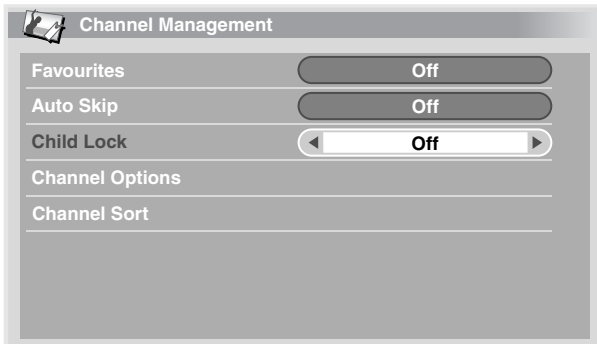 Channel Management
Favourites Off
Auto Skip Off
Child Lock Off
Channel Options
Channel Sort